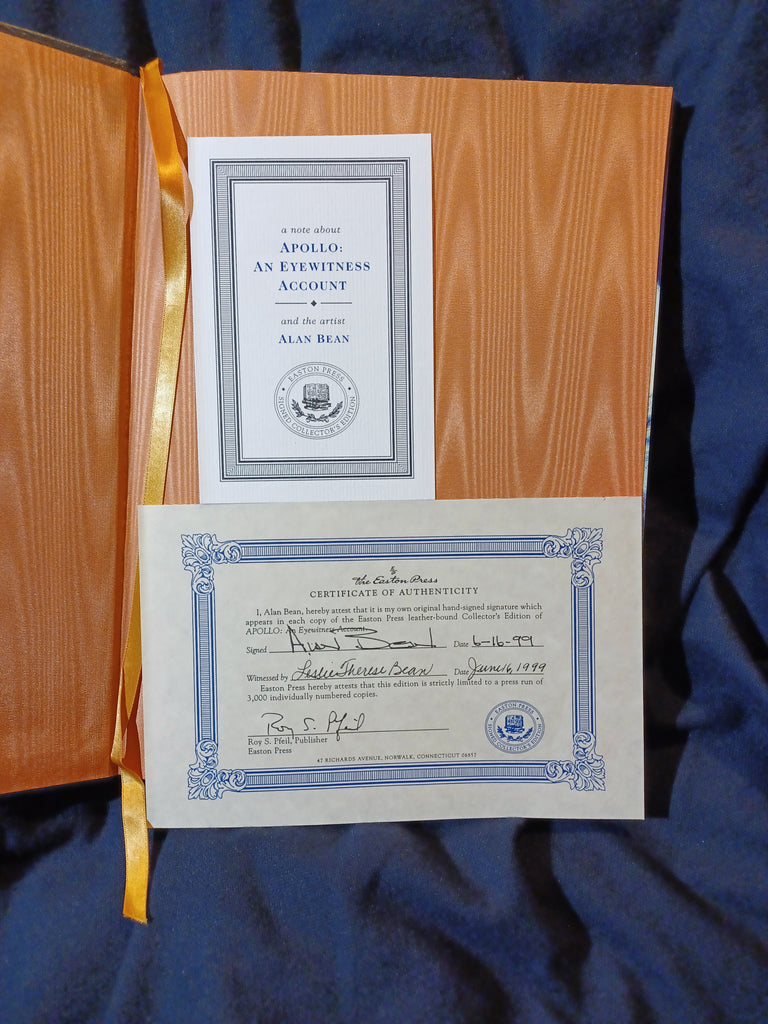 a note about
APOLLO:
AN EYEWITNESS
ACCOUNT
and the artist
ALAN BEAN
EASTON PRESS
SIGNED COLLECTOR'S EDITION
The Easton Press
CERTIFICATE OF AUTHENTICITY
I, Alan Bean, hereby attest that it is my own original hand-signed signature which
appears in each copy of the Easton Press leather-bound Collector's Edition of
APOLLO: An Eyewitness Account.
Signed Alan Bean Date 6-16-99
Witnessed by Leslie Therese Bean Date June 16, 1999
Easton Press hereby attests that this edition is strictly limited to a press run of
3,000 individually numbered copies.
Roy S. Pfeil
Roy S. Pfeil, Publisher
Easton Press
EASTON PRESS
SIGNED COLLECTOR'S EDITION
47 RICHARDS AVENUE, NORWALK, CONNECTICUT 06857